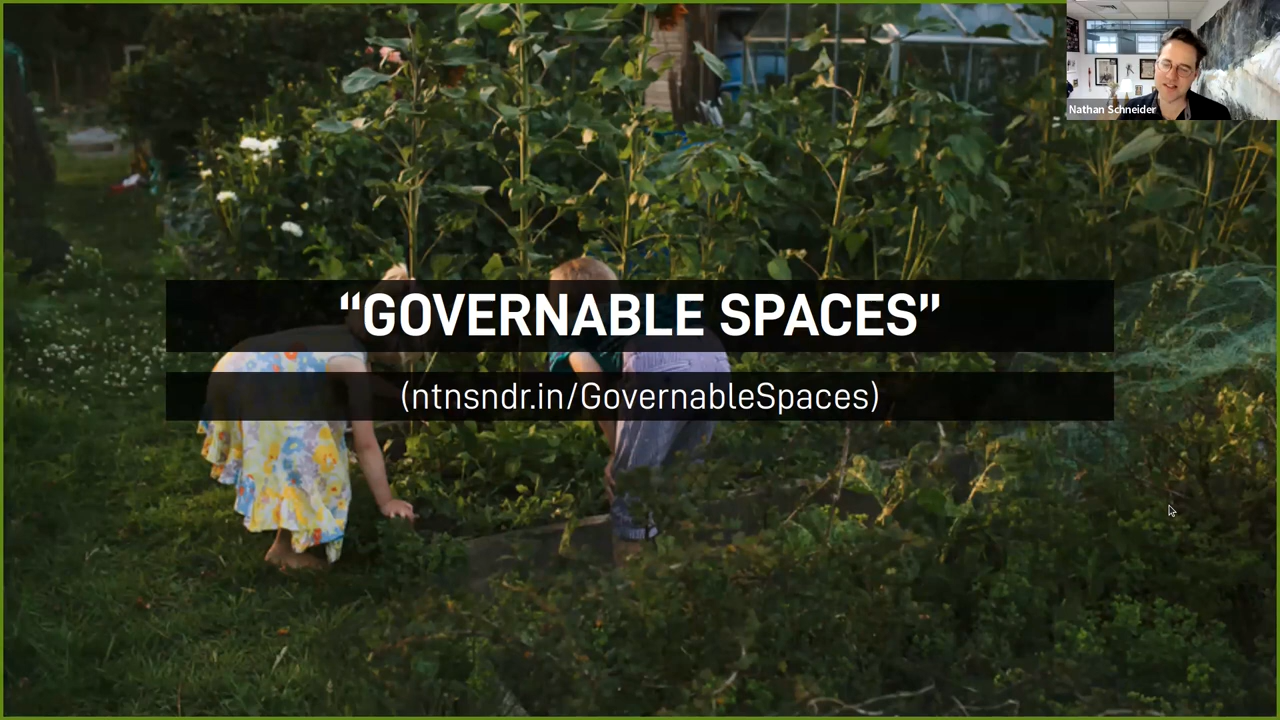 Nathan Schneider
“GOVERNABLE SPACES”
(ntnsndr.in/GovernableSpaces)